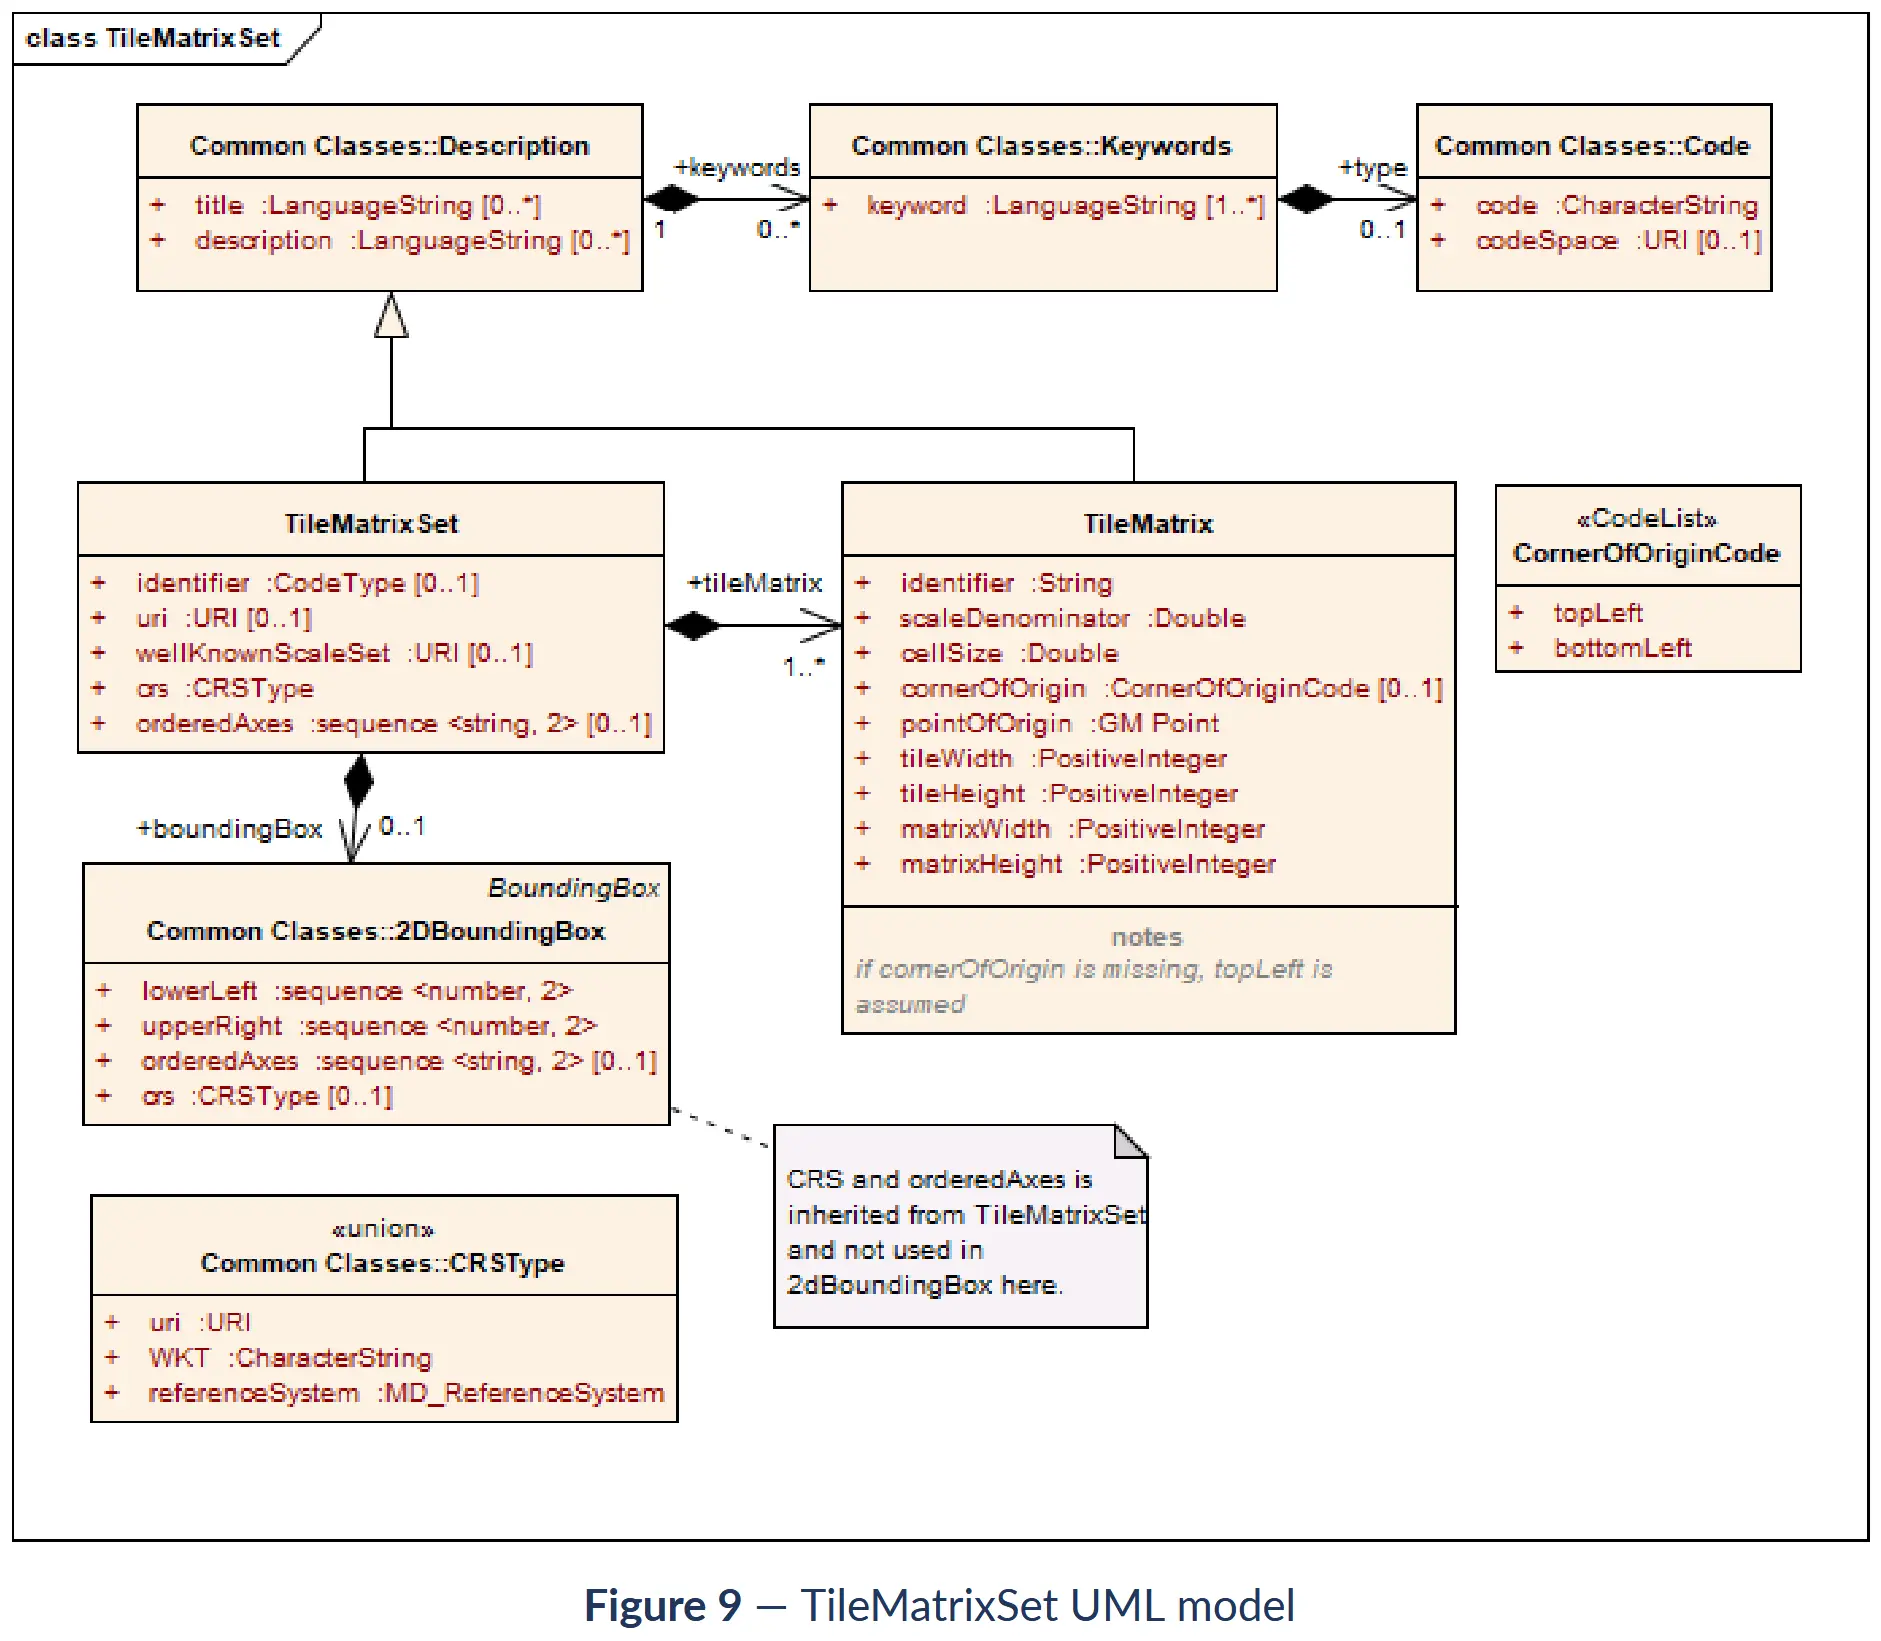 class TileMatrixSet
Common Classes::Description
+ title :LanguageString [0..*]
+ description :LanguageString [0..*]
+keywords
1
0..*
Common Classes::Keywords
+ keyword :LanguageString [1..*]
+type
0..1
Common Classes::Code
+ code :CharacterString
+ codeSpace :URI [0..1]
TileMatrixSet
+ identifier :CodeType [0..1]
+ uri :URI [0..1]
+ wellKnownScaleSet :URI [0..1]
+ crs :CRSType
+ orderedAxes :sequence <string, 2> [0..1]
+tileMatrix
1..*
TileMatrix
+ identifier :String
+ scaleDenominator :Double
+ cellSize :Double
+ cornerOfOrigin :CornerOfOriginCode [0..1]
+ pointOfOrigin :GM Point
+ tileWidth :PositiveInteger
+ tileHeight :PositiveInteger
+ matrixWidth :PositiveInteger
+ matrixHeight :PositiveInteger
notes
if cornerOfOrigin is missing, topLeft is
assumed
«CodeList»
CornerOfOriginCode
+ topLeft
+ bottomLeft
+boundingBox
0..1
BoundingBox
Common Classes::2DBoundingBox
+ lowerLeft :sequence <number, 2>
+ upperRight :sequence <number, 2>
+ orderedAxes :sequence <string, 2> [0..1]
+ crs :CRSType [0..1]
CRS and orderedAxes is
inherited from TileMatrixSet
and not used in
2dBoundingBox here.
«union»
Common Classes::CRSType
+ uri :URI
+ WKT :CharacterString
+ referenceSystem :MD_ReferenceSystem
Figure 9 — TileMatrixSet UML model